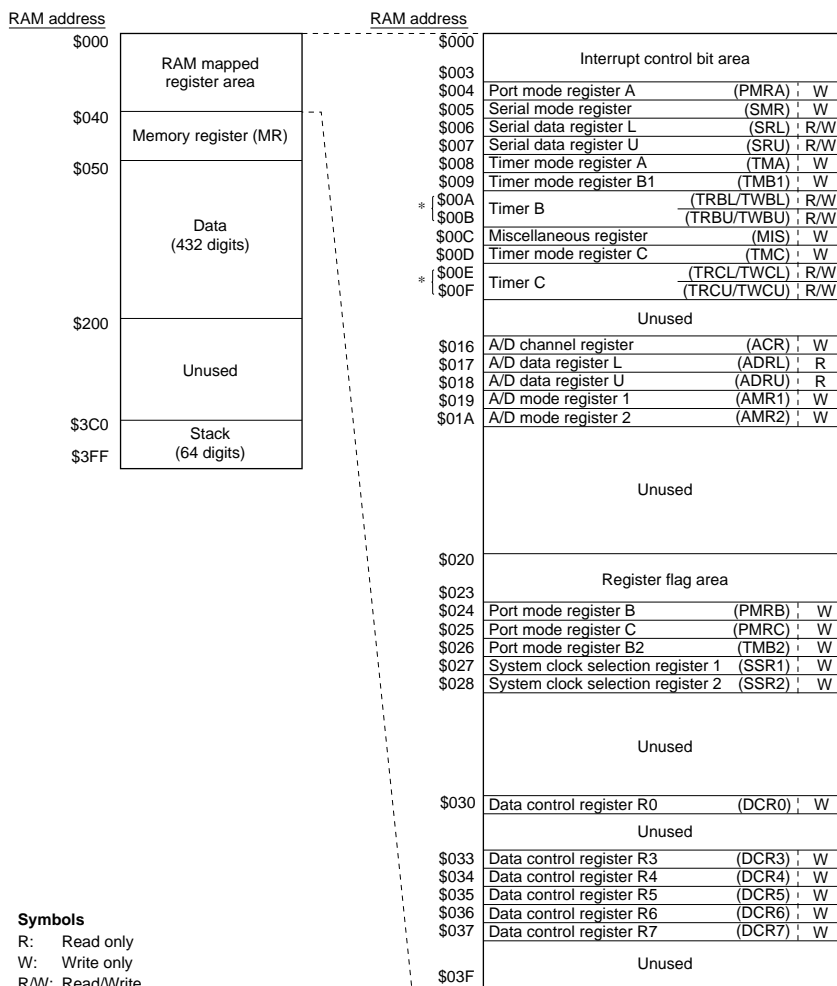 RAM address
$000
RAM mapped
register area
$040
Memory register (MR)
$050
Data
(432 digits)
$200
Unused
$3C0
Stack
(64 digits)
$3FF
RAM address
$000
Interrupt control bit area
$003
$004 Port mode register A (PMRA) W
$005 Serial mode register (SMR) W
$006 Serial data register L (SRL) R/W
$007 Serial data register U (SRU) R/W
$008 Timer mode register A (TMA) W
$009 Timer mode register B1 (TMB1) W
* $00A Timer B (TRBL/TWBL) R/W
$00B (TRBU/TWBU) R/W
$00C Miscellaneous register (MIS) W
$00D Timer mode register C (TMC) W
* $00E Timer C (TRCL/TWCL) R/W
$00F (TRCU/TWCU) R/W
Unused
$016 A/D channel register (ACR) W
$017 A/D data register L (ADRL) R
$018 A/D data register U (ADRU) R
$019 A/D mode register 1 (AMR1) W
$01A A/D mode register 2 (AMR2) W
Unused
$020
Register flag area
$023
$024 Port mode register B (PMRB) W
$025 Port mode register C (PMRC) W
$026 Port mode register B2 (TMB2) W
$027 System clock selection register 1 (SSR1) W
$028 System clock selection register 2 (SSR2) W
Unused
$030 Data control register R0 (DCR0) W
Unused
$033 Data control register R3 (DCR3) W
$034 Data control register R4 (DCR4) W
$035 Data control register R5 (DCR5) W
$036 Data control register R6 (DCR6) W
$037 Data control register R7 (DCR7) W
Unused
$03F
Symbols
R: Read only
W: Write only
R/W: Read/Write